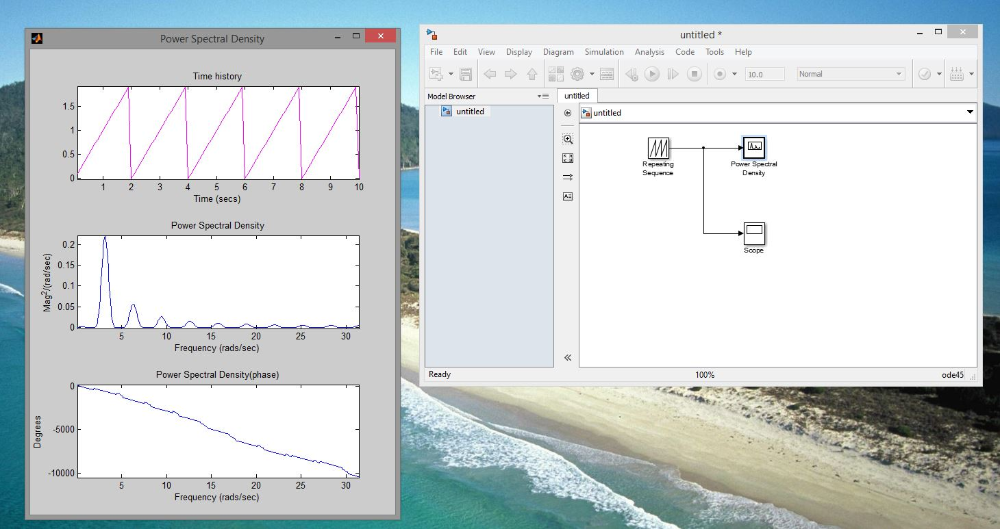 Power Spectral Density
Time history
1.5
1
0.5
0
1 2 3 4 5 6 7 8 9 10
Time (secs)
Power Spectral Density
Mag2/(rad/sec)
0.2
0.15
0.1
0.05
0
5 10 15 20 25 30
Frequency (rads/sec)
Power Spectral Density(phase)
Degrees
0
-5000
-10000
5 10 15 20 25 30
Frequency (rads/sec)
untitled *
File Edit View Display Diagram Simulation Analysis Code Tools Help
10.0 Normal
Model Browser
untitled
untitled
untitled
Repeating
Sequence
Power Spectral
Density
Scope
Ready 100% ode45